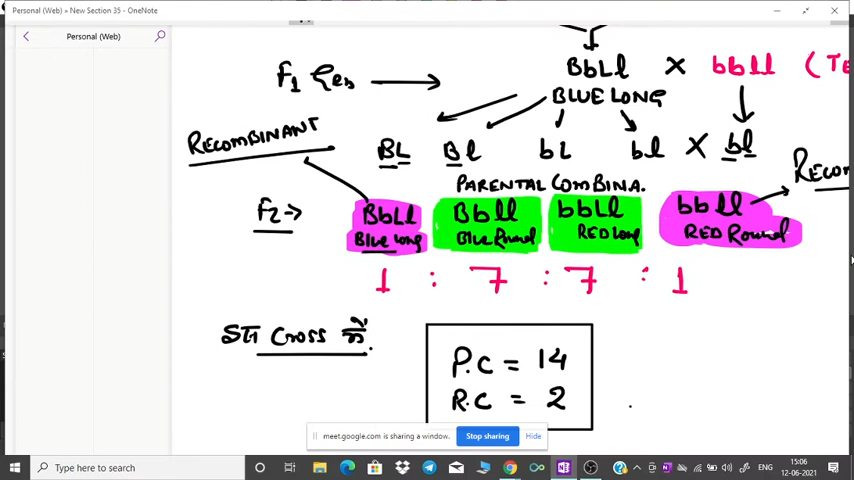 Personal (Web) » New Section 35 - OneNote
Personal (Web)
BbLl X bbll (TE
F1 Gen
BLUE LONG
RECOMBINANT
BL Bl bL bl X bl
PARENTAL COMBINA.
RECOM
F2
BbLl Bbll bbLl bbll
Blue Long Blue Round RED Long RED Round
1 : 7 : 7 : 1
Cross में
P.C = 14
R.C = 2
meet.google.com is sharing a window. Stop sharing Hide
Type here to search
ENG
15:06
12-06-2021